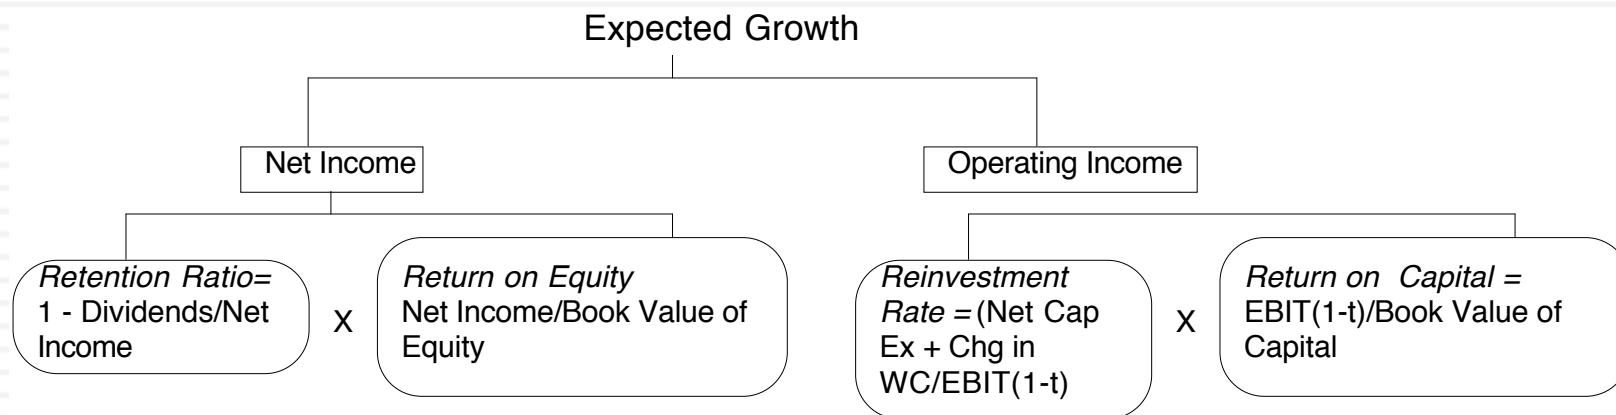 Expected Growth
Net Income
Operating Income
Retention Ratio=
1 - Dividends/Net
Income
X
Return on Equity
Net Income/Book Value of
Equity
Reinvestment
Rate = (Net Cap
Ex + Chg in
WC/EBIT(1-t)
X
Return on Capital =
EBIT(1-t)/Book Value of
Capital